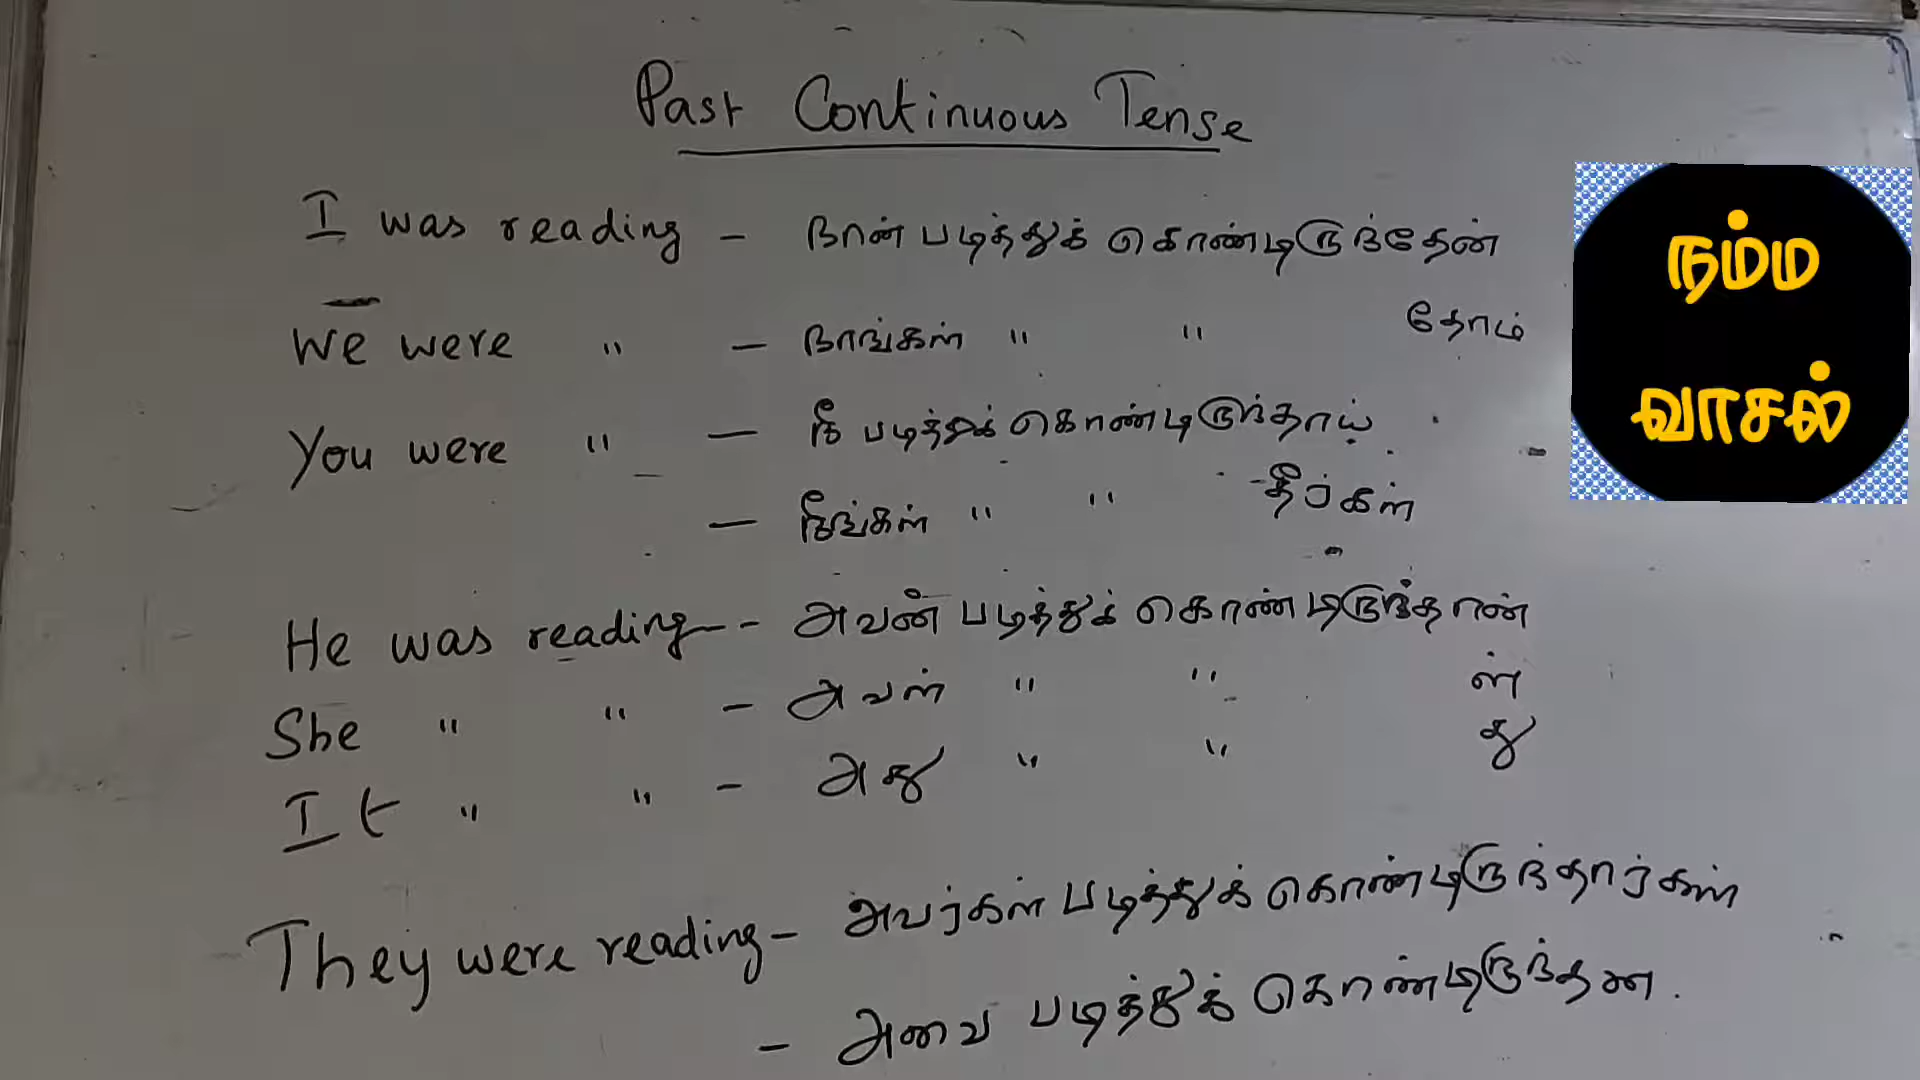 Past Continuous Tense
I was reading - நான் படித்துக் கொண்டிருந்தேன்
We were " - நாங்கள் " " தோம்
You were " - நீ படித்துக் கொண்டிருந்தாய்
- நீங்கள் " " தீர்கள்
He was reading - அவன் படித்துக் கொண்டிருந்தான்
She " " - அவள் " " ள்
It " " - அது " " து
They were reading - அவர்கள் படித்துக் கொண்டிருந்தார்கள்
- அவை படித்துக் கொண்டிருந்தன.
நம்ம
வாசல்